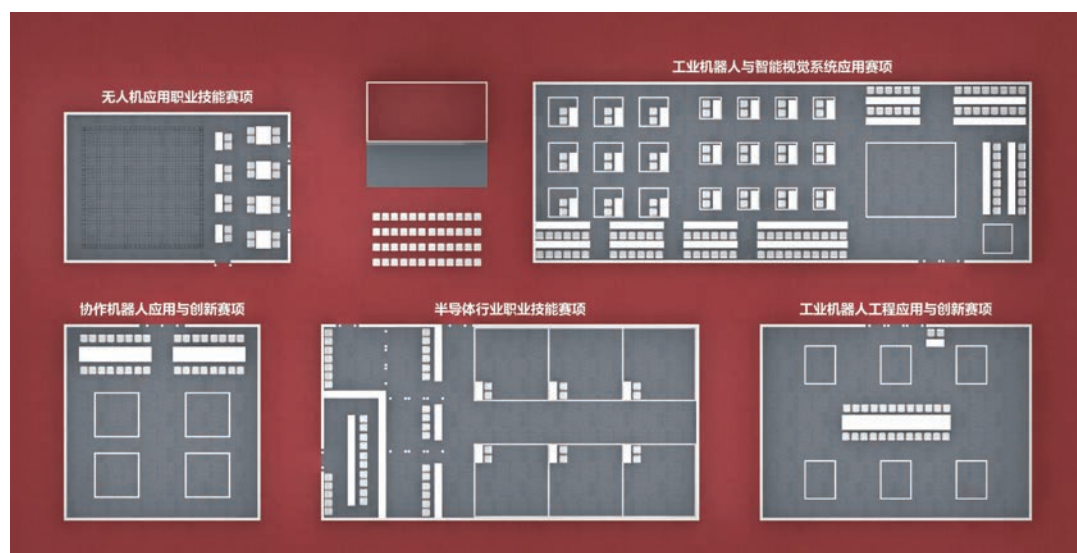 工业机器人与智能视觉系统应用赛项
无人机应用职业技能赛项
协作机器人应用与创新赛项
半导体行业职业技能赛项
工业机器人工程应用与创新赛项